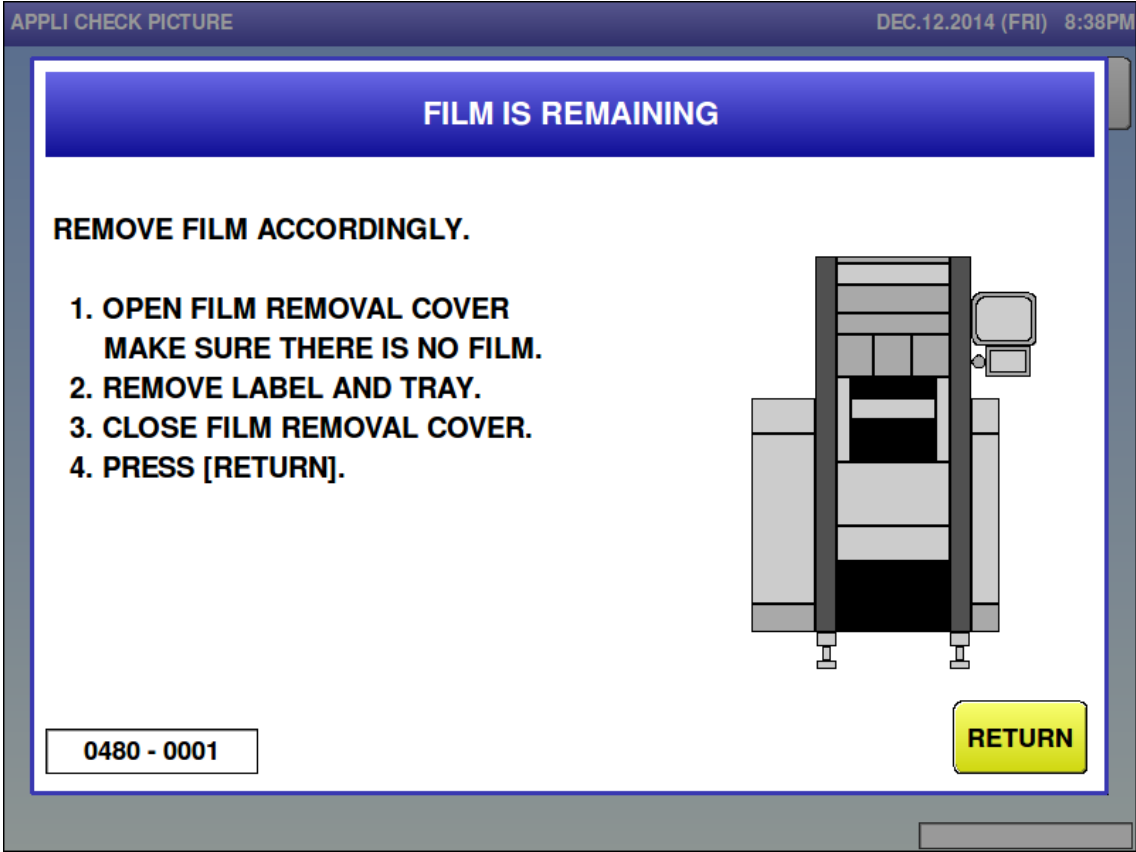 APPLI CHECK PICTURE
DEC.12.2014 (FRI) 8:38PM
FILM IS REMAINING
REMOVE FILM ACCORDINGLY.
1. OPEN FILM REMOVAL COVER
MAKE SURE THERE IS NO FILM.
2. REMOVE LABEL AND TRAY.
3. CLOSE FILM REMOVAL COVER.
4. PRESS [RETURN].
0480 - 0001
RETURN